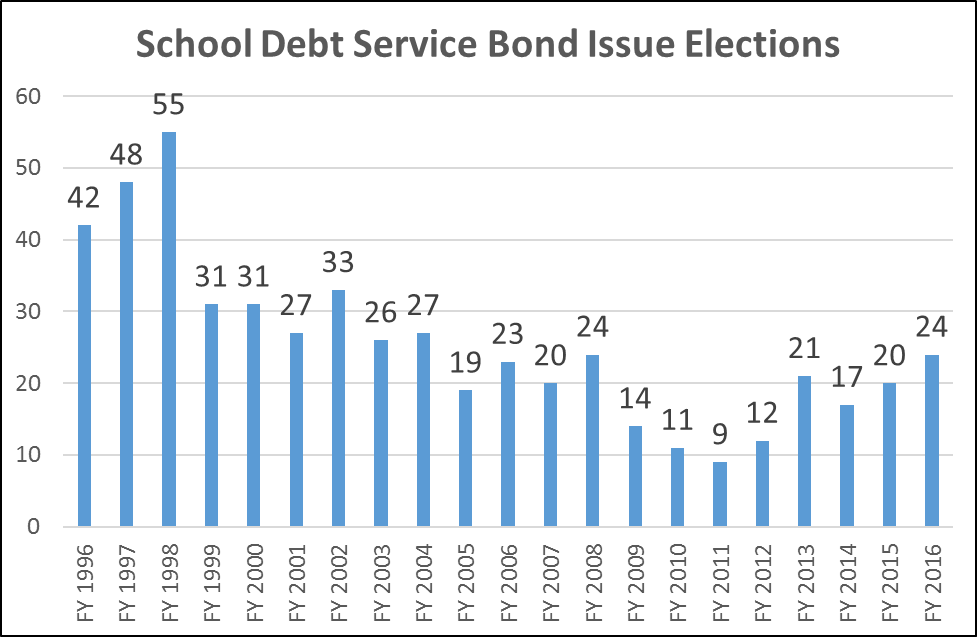 School Debt Service Bond Issue Elections
60
50
40
30
20
10
0
42
48
55
31
31
27
33
26
27
19
23
20
24
14
11
9
12
21
17
20
24
FY 1996
FY 1997
FY 1998
FY 1999
FY 2000
FY 2001
FY 2002
FY 2003
FY 2004
FY 2005
FY 2006
FY 2007
FY 2008
FY 2009
FY 2010
FY 2011
FY 2012
FY 2013
FY 2014
FY 2015
FY 2016